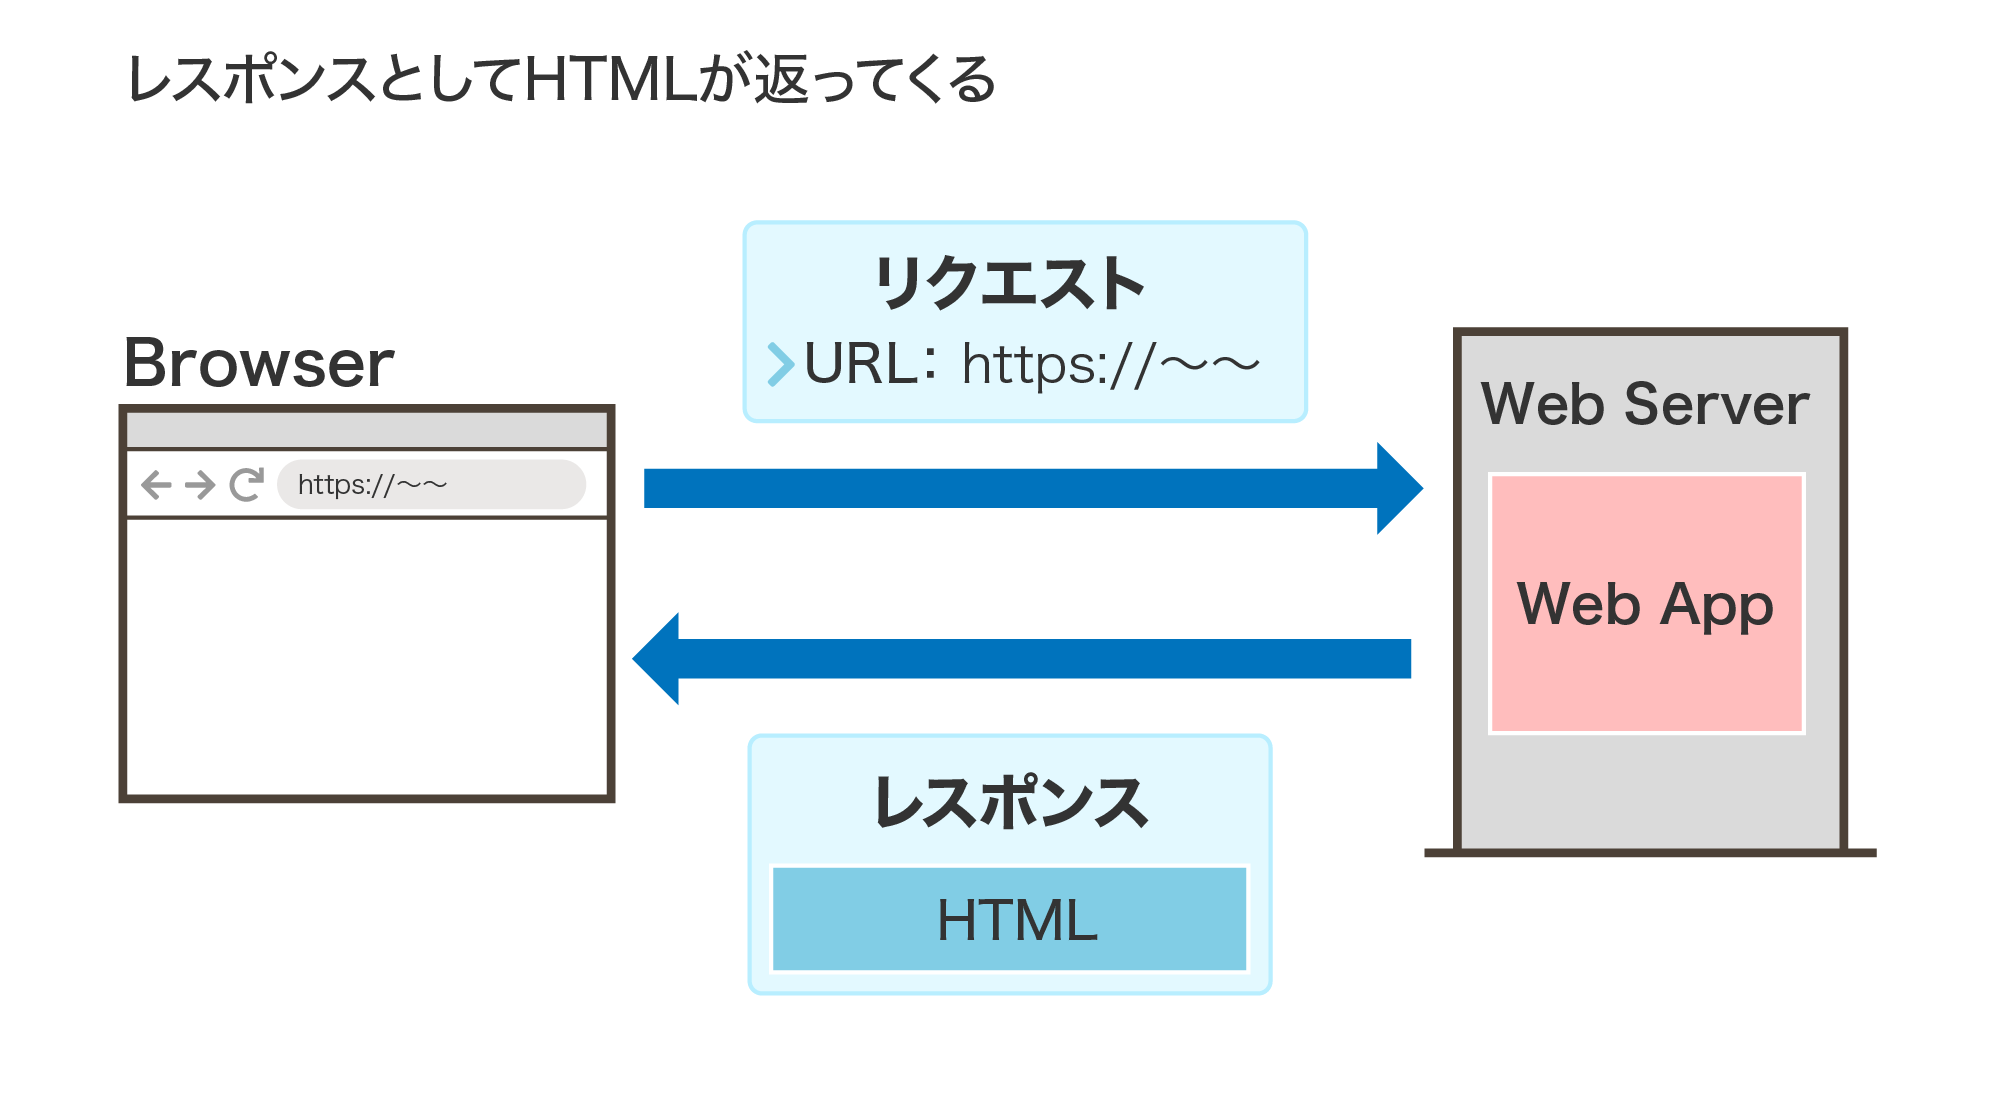 レスポンスとしてHTMLが返ってくる
リクエスト
URL: https://〜〜
Browser
https://〜〜
Web Server
Web App
レスポンス
HTML